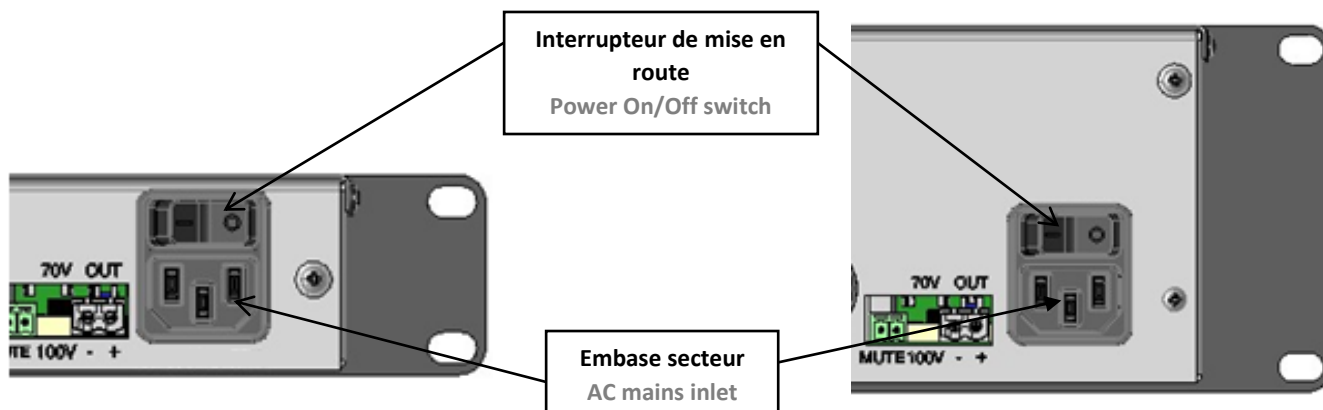 Interrupteur de mise en
route
Power On/Off switch
70V OUT
100V - +
70V OUT
MUTE 100V - +
Embase secteur
AC mains inlet